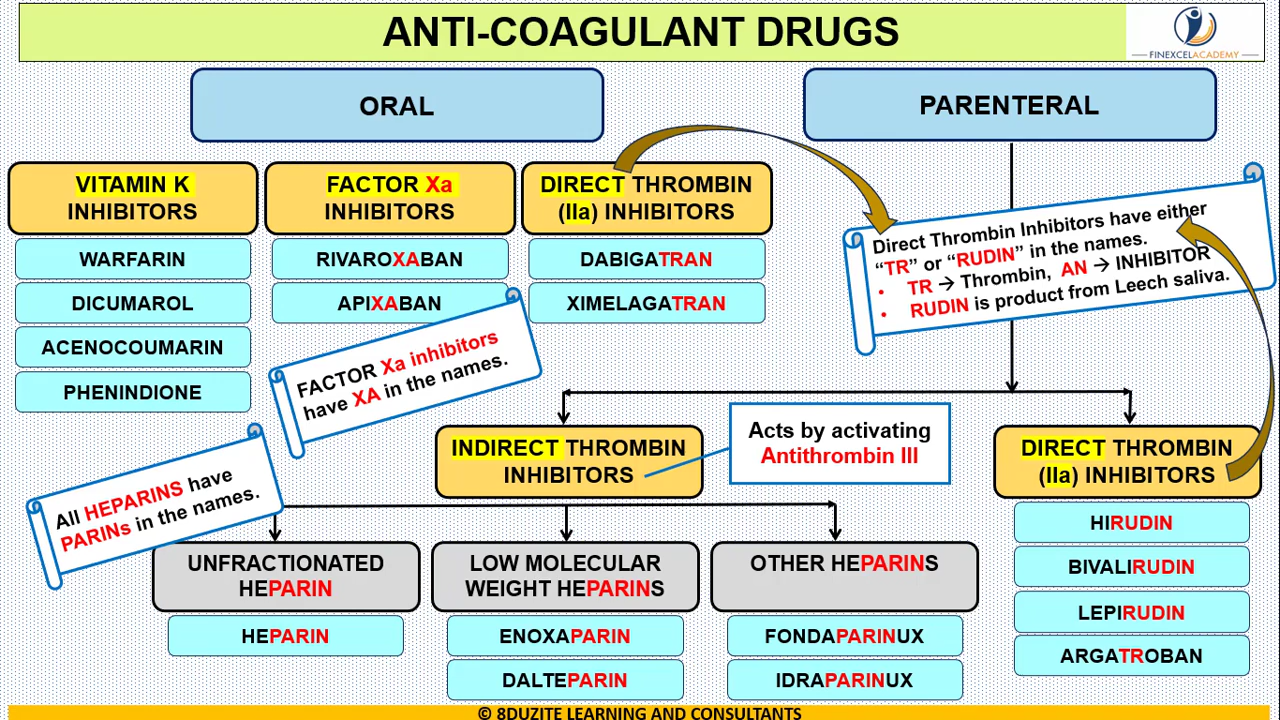 ANTI-COAGULANT DRUGS
FINEXCELACADEMY
ORAL
PARENTERAL
VITAMIN K
INHIBITORS
WARFARIN
DICUMAROL
ACENOCOUMARIN
PHENINDIONE
FACTOR Xa
INHIBITORS
RIVAROXABAN
APIXABAN
FACTOR Xa inhibitors
have XA in the names.
DIRECT THROMBIN
(IIa) INHIBITORS
DABIGATRAN
XIMELAGATRAN
Direct Thrombin Inhibitors have either
“TR” or “RUDIN” in the names.
• TR → Thrombin, AN → INHIBITOR
• RUDIN is product from Leech saliva.
INDIRECT THROMBIN
INHIBITORS
Acts by activating
Antithrombin III
DIRECT THROMBIN
(IIa) INHIBITORS
HIRUDIN
BIVALIRUDIN
LEPIRUDIN
ARGATROBAN
All HEPARINS have
PARINs in the names.
UNFRACTIONATED
HEPARIN
HEPARIN
LOW MOLECULAR
WEIGHT HEPARINS
ENOXAPARIN
DALTEPARIN
OTHER HEPARINS
FONDAPARINUX
IDRAPARINUX
© 8DUZITE LEARNING AND CONSULTANTS